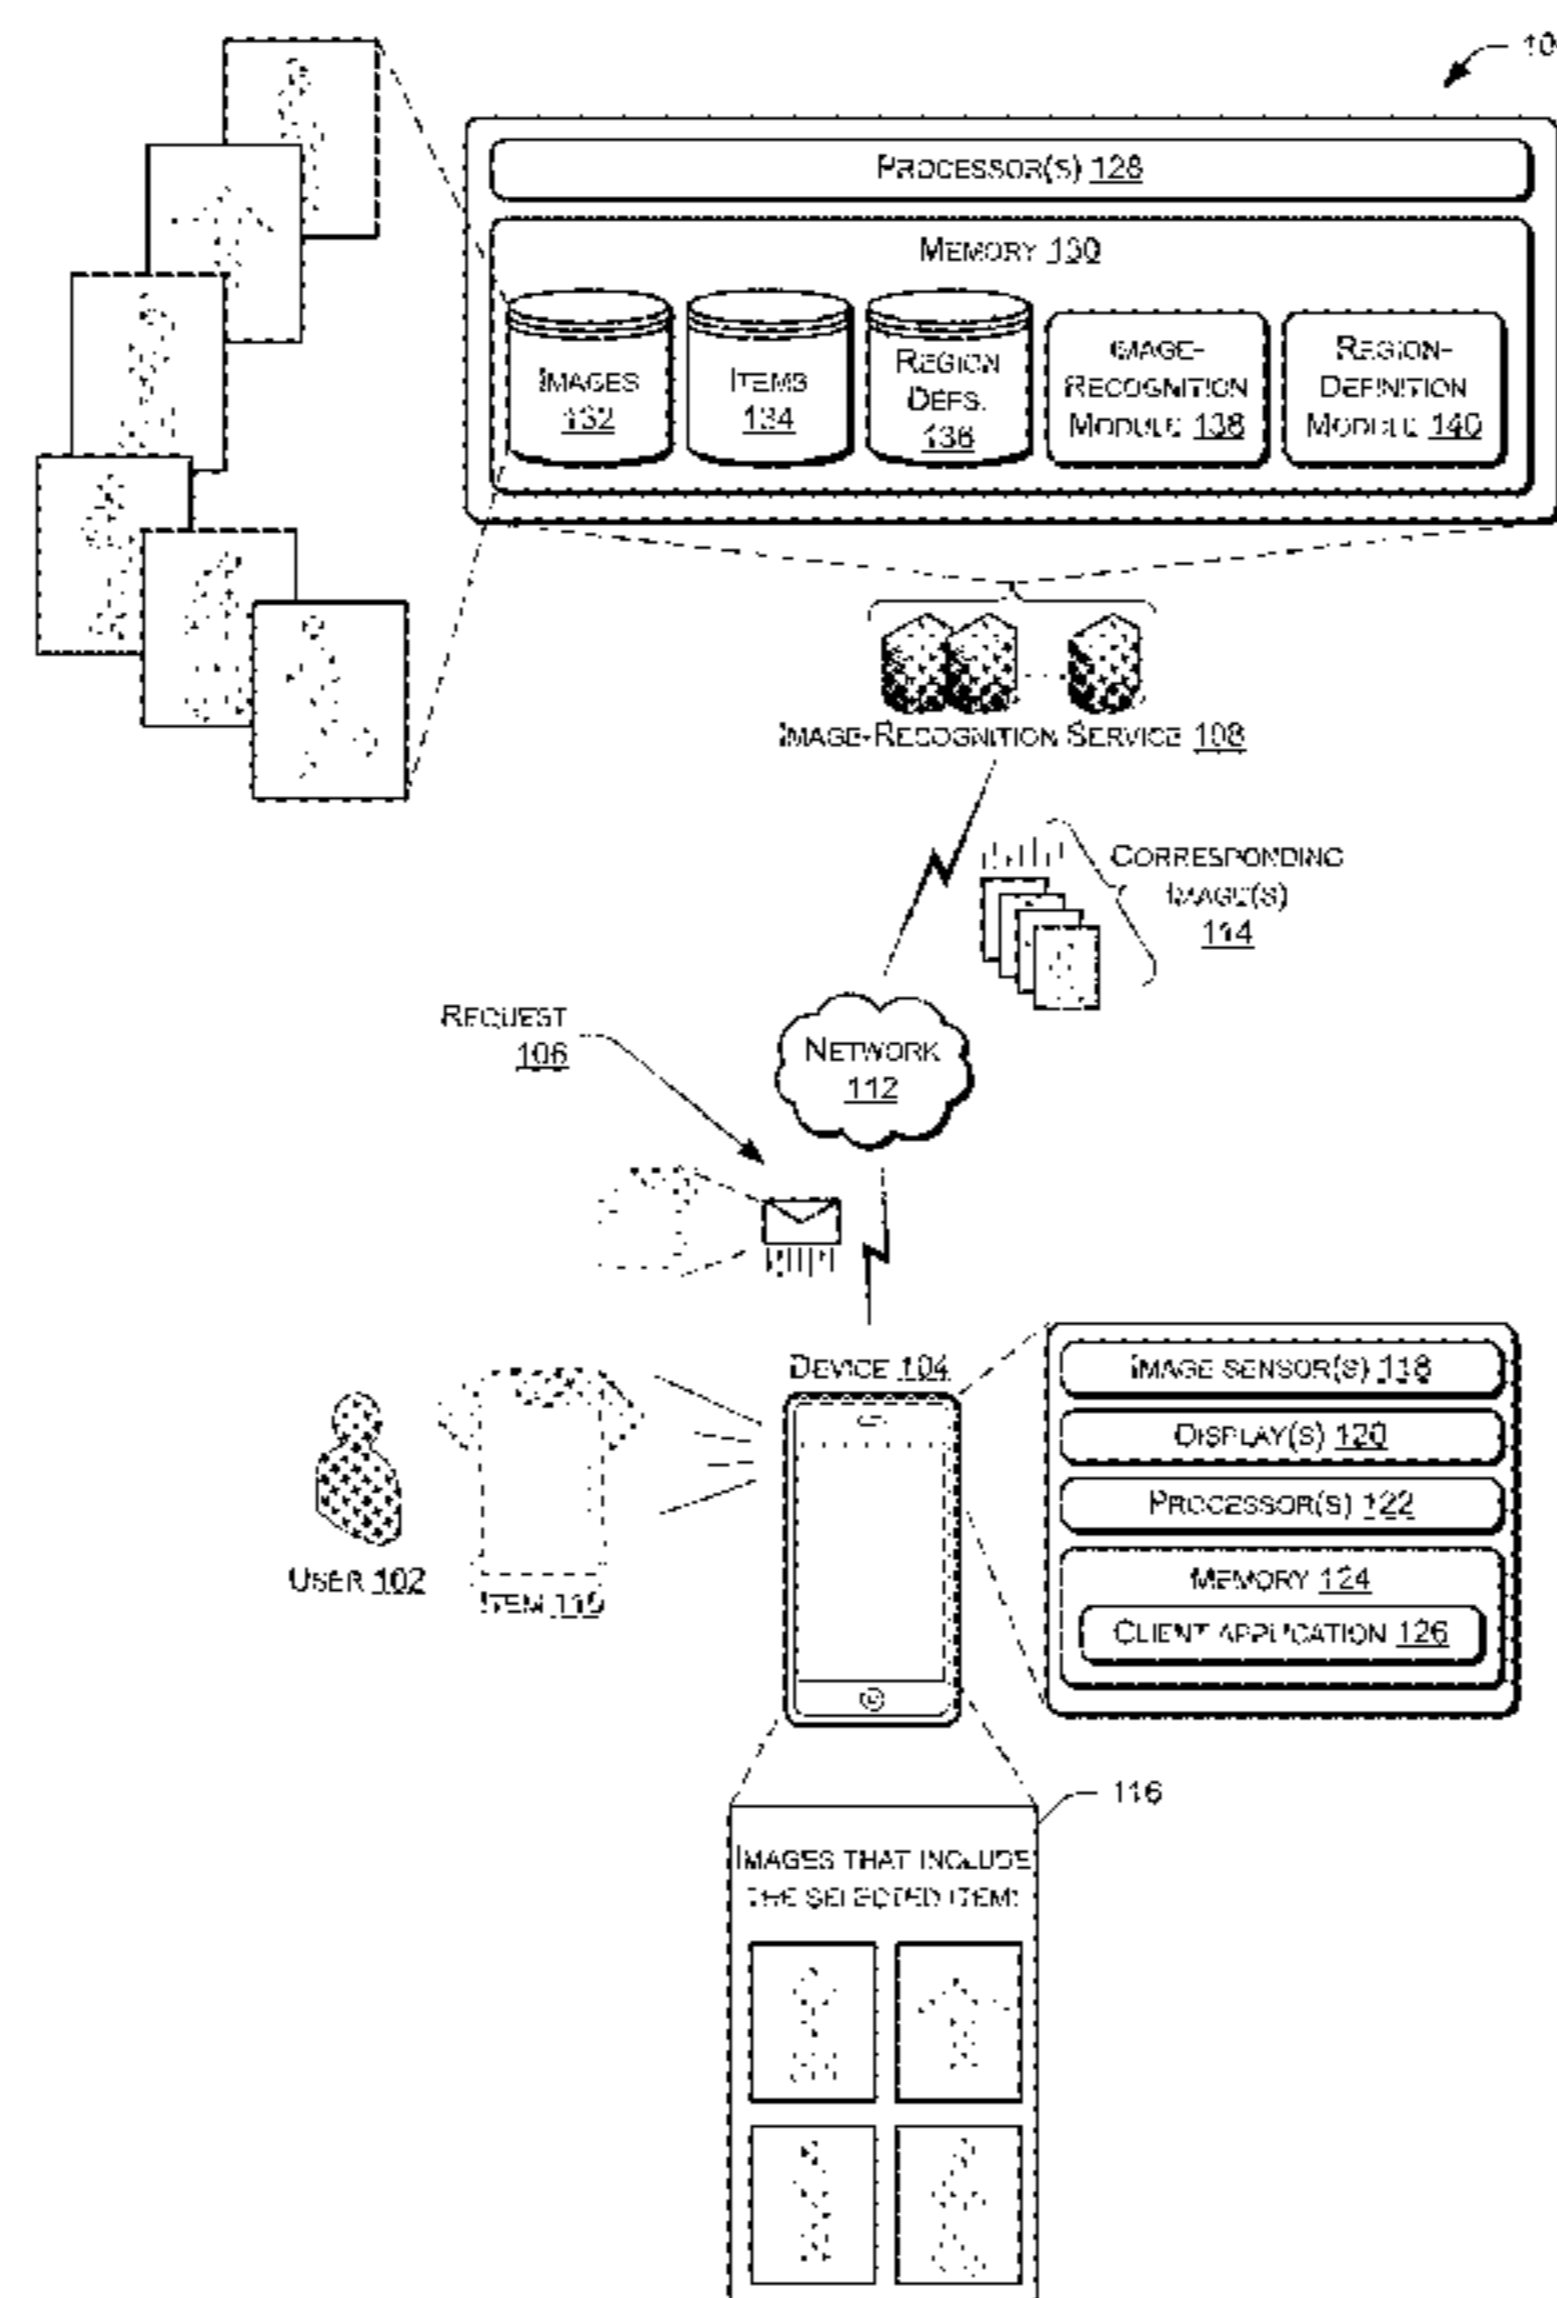 10
PROCESSOR(S) 128
MEMORY 130
IMAGES
132
ITEMS
134
REGION
DEFS.
136
IMAGE-
RECOGNITION
MODULE 138
REGION-
DEFINITION
MODULE 140
IMAGE-RECOGNITION SERVICE 108
CORRESPONDING
IMAGE(S)
114
REQUEST
106
NETWORK
112
DEVICE 104
IMAGE SENSOR(S) 118
DISPLAY(S) 120
PROCESSOR(S) 122
MEMORY 124
CLIENT APPLICATION 126
USER 102
ITEM 110
116
IMAGES THAT INCLUDE
THE SELECTED ITEM: